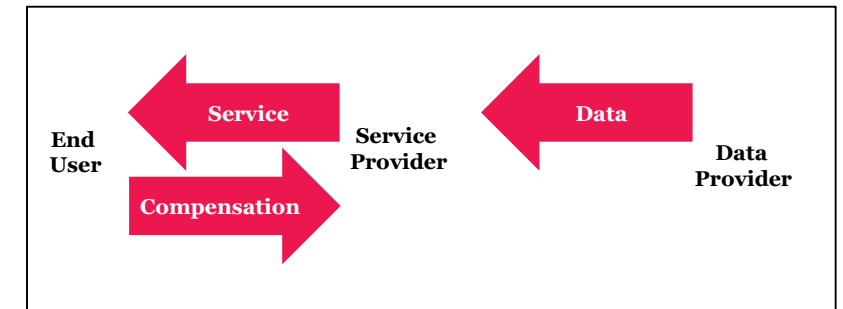 Service
Data
End
User
Service
Provider
Data
Provider
Compensation